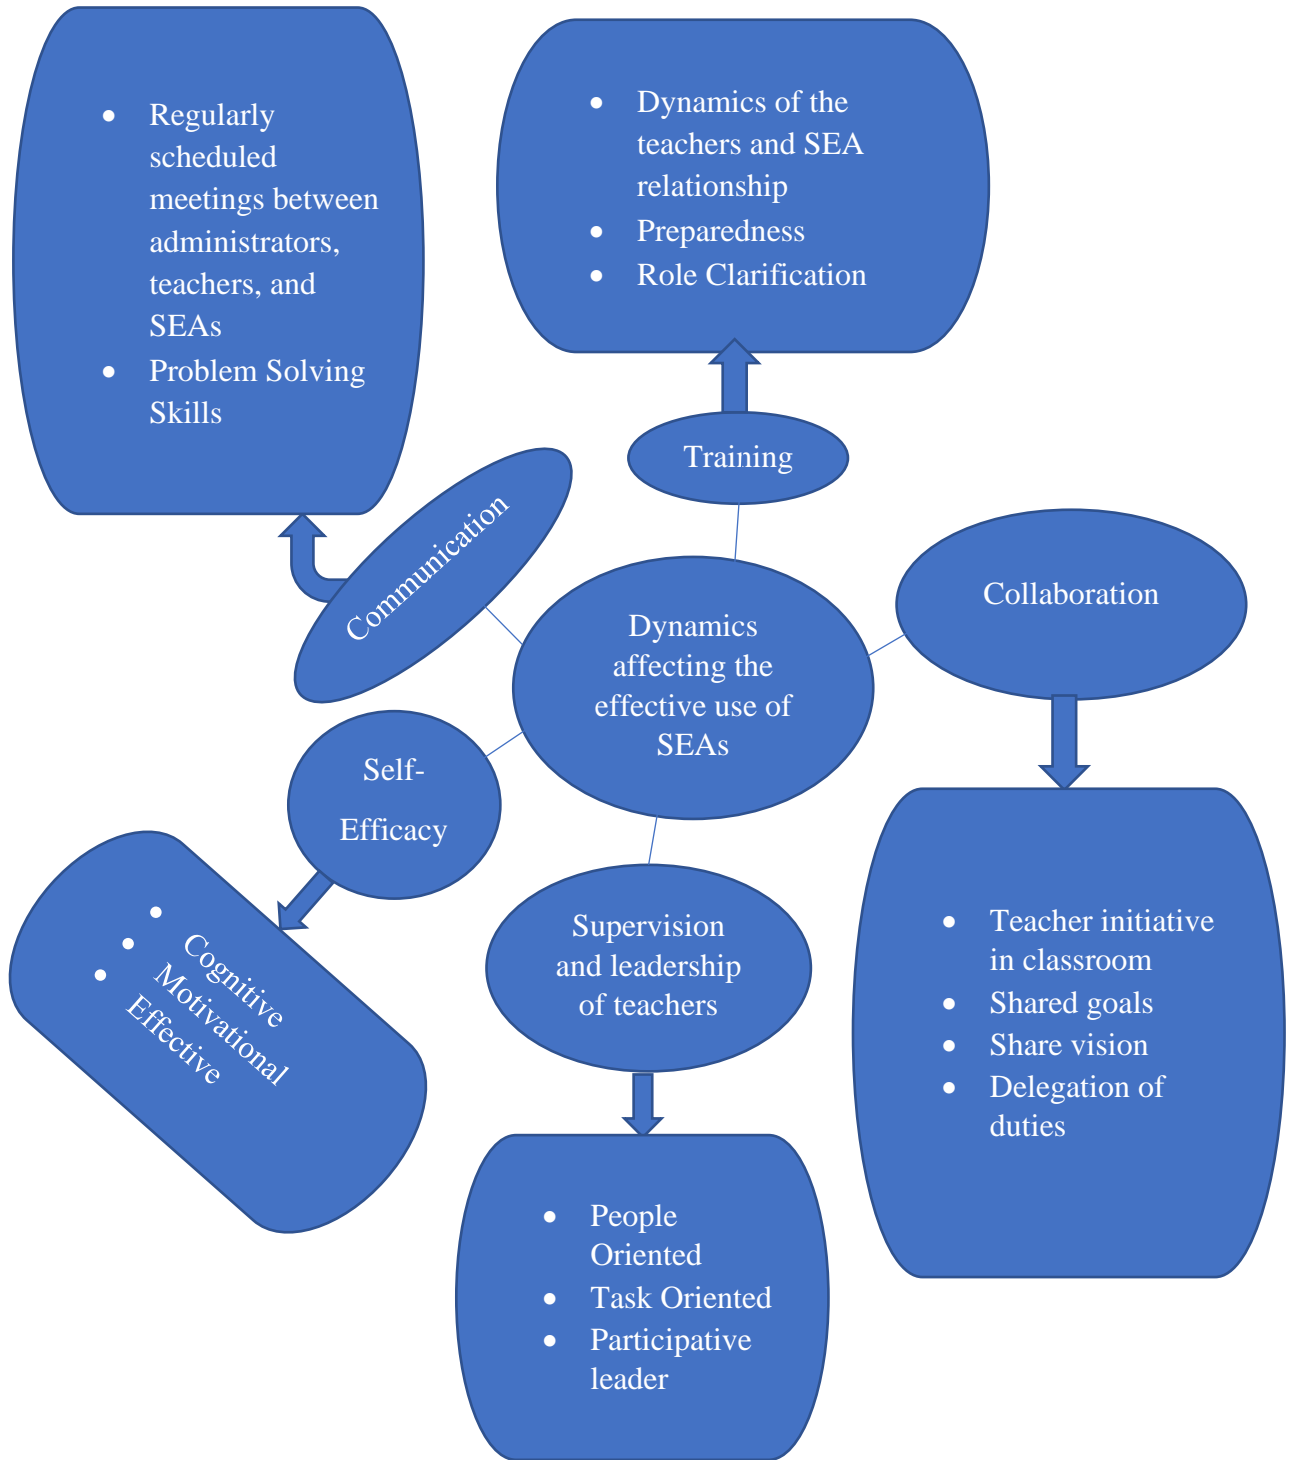 • Regularly
scheduled
meetings between
administrators,
teachers, and
SEAs
• Problem Solving
Skills
• Dynamics of the
teachers and SEA
relationship
• Preparedness
• Role Clarification
Training
Communication
Collaboration
Dynamics
affecting the
effective use of
SEAs
Self-
Efficacy
• Cognitive
• Motivational
• Effective
Supervision
and leadership
of teachers
• Teacher initiative
in classroom
• Shared goals
• Share vision
• Delegation of
duties
• People
Oriented
• Task Oriented
• Participative
leader